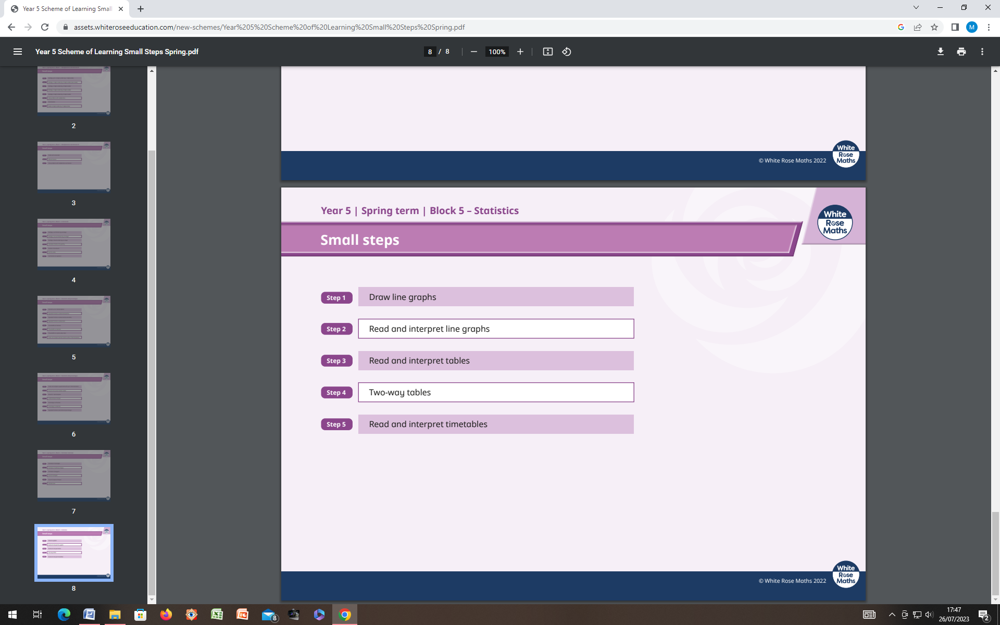 Year 5 Scheme of Learning Small
assets.whiteroseeducation.com/new-schemes/Year%205%20Scheme%20of%20Learning%20Small%20Steps%20Spring.pdf
M
Year 5 Scheme of Learning Small Steps Spring.pdf
8 / 8
100%
2
3
4
5
6
7
8
© White Rose Maths 2022
White
Rose
Maths
Year 5 | Spring term | Block 5 – Statistics
White
Rose
Maths
Small steps
Step 1 Draw line graphs
Step 2 Read and interpret line graphs
Step 3 Read and interpret tables
Step 4 Two-way tables
Step 5 Read and interpret timetables
© White Rose Maths 2022
White
Rose
Maths
8
17:47
26/07/2023
2